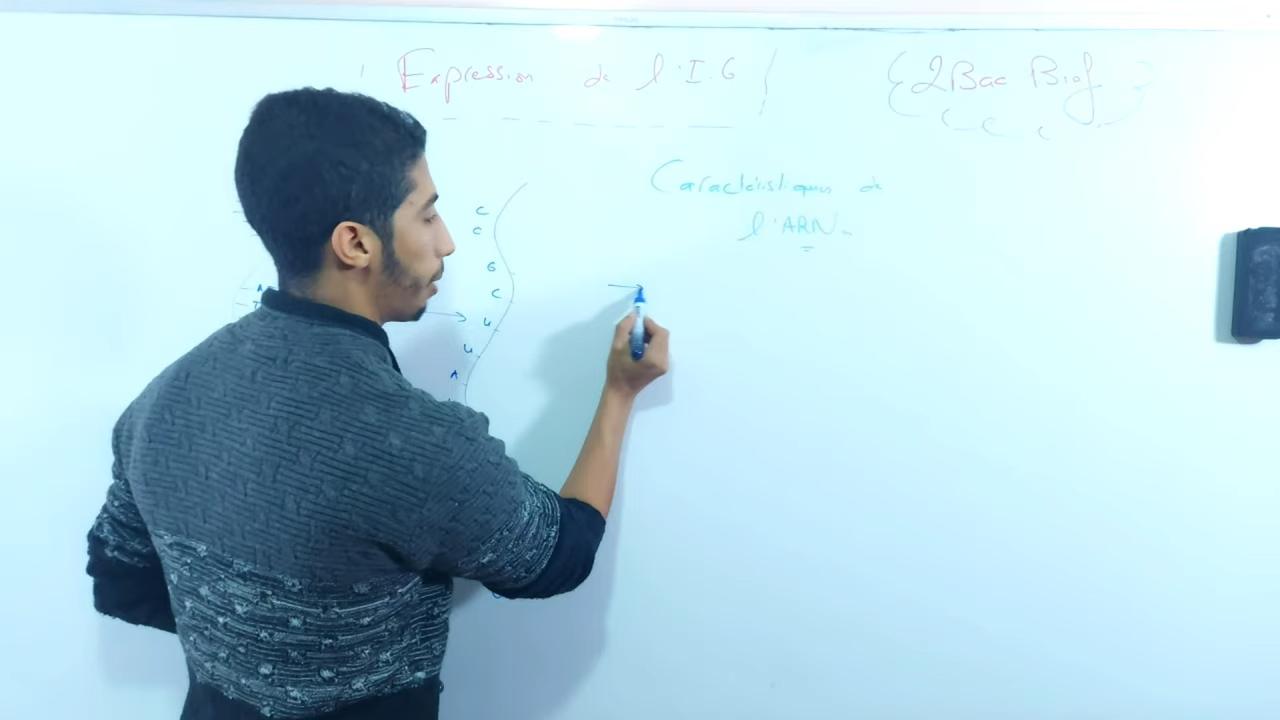 Expression de l'I.G
{2Bac Biof}
Caractéristiques de
l'ARN.
C
C
G
C
U
U
A
A
T